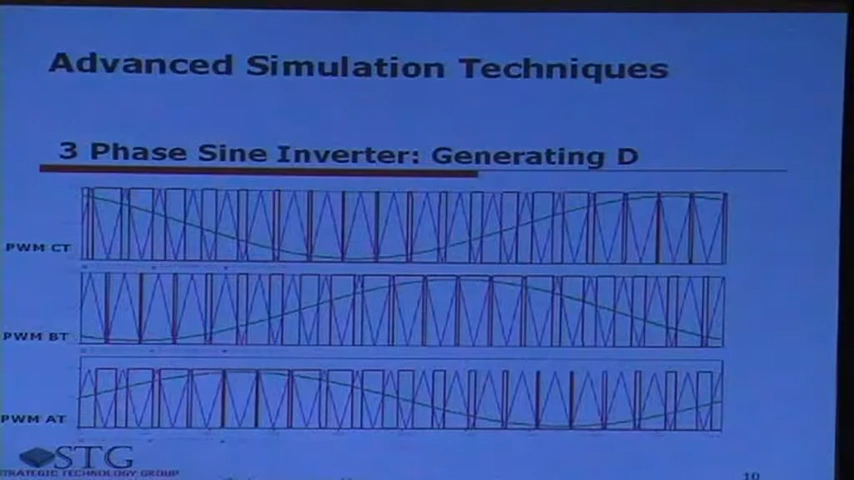 Advanced Simulation Techniques
3 Phase Sine Inverter: Generating D
PWM CT
PWM BT
PWM AT
STG
STRATEGIC TECHNOLOGY GROUP
10